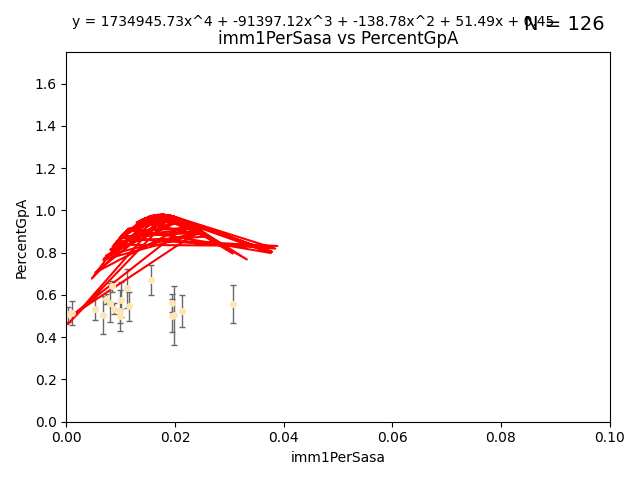 y = 1734945.73x^4 + -91397.12x^3 + -138.78x^2 + 51.49x + 0.45
N = 126
imm1PerSasa vs PercentGpA
1.6
1.4
1.2
1.0
0.8
0.6
0.4
0.2
0.0
PercentGpA
0.00 0.02 0.04 0.06 0.08 0.10
imm1PerSasa